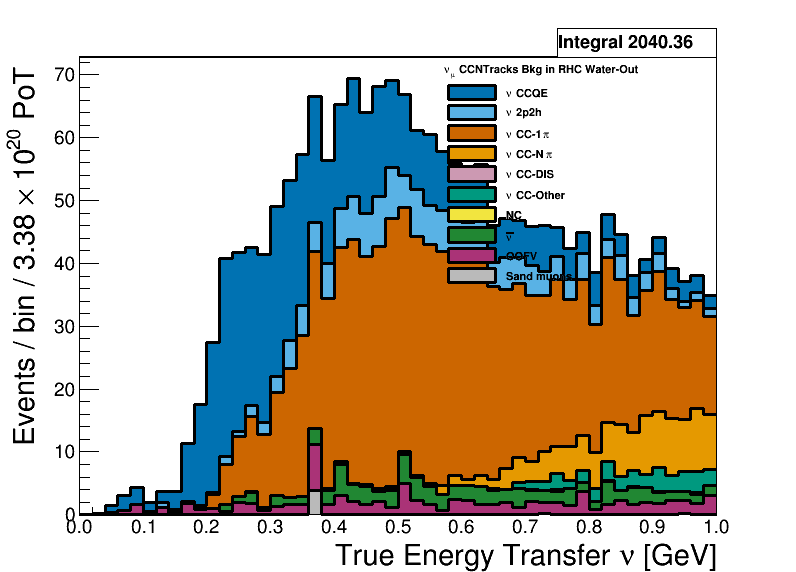 Integral 2040.36
ν_μ CCNTracks Bkg in RHC Water-Out
ν CCQE
ν 2p2h
ν CC-1π
ν CC-Nπ
ν CC-DIS
ν CC-Other
NC
ν̅
OOFV
Sand muons
Events / bin / 3.38 × 10²⁰ PoT
70
60
50
40
30
20
10
0
0.0 0.1 0.2 0.3 0.4 0.5 0.6 0.7 0.8 0.9 1.0
True Energy Transfer ν [GeV]